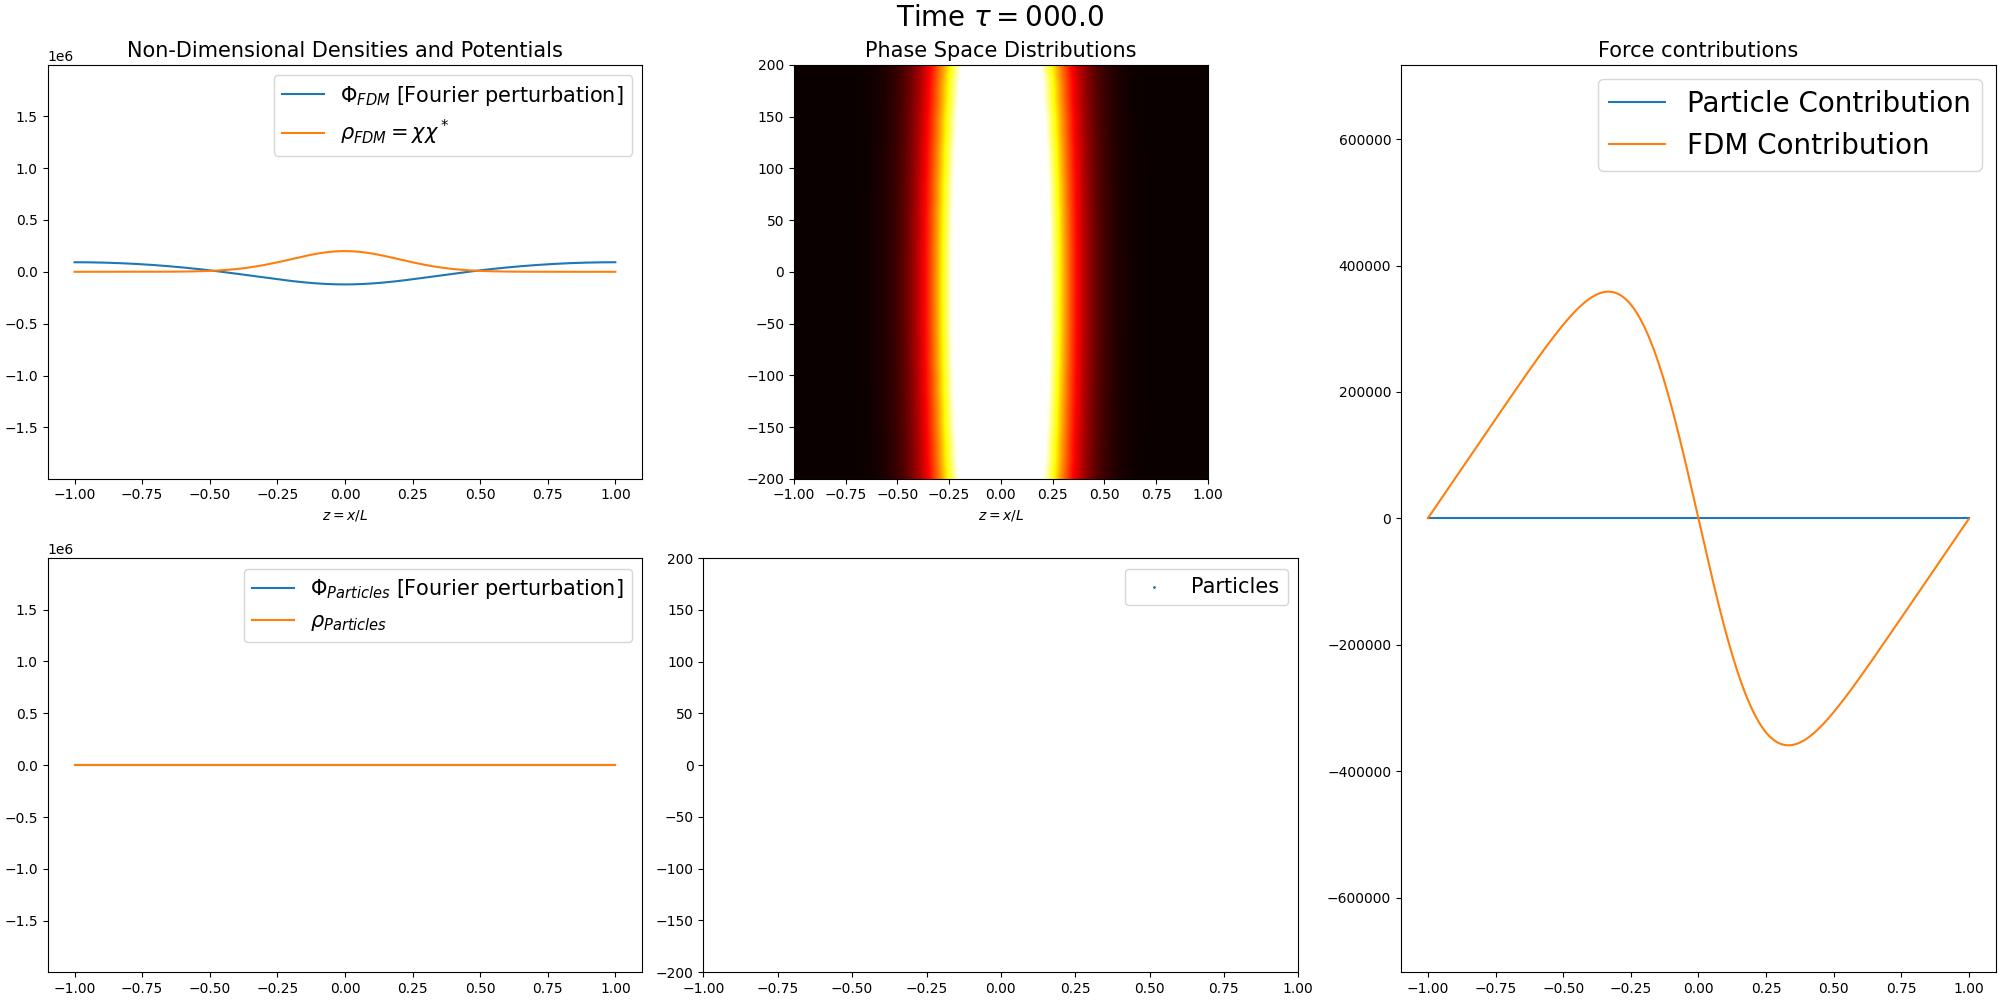 Time τ = 000.0
Non-Dimensional Densities and Potentials
1e6
Φ_FDM [Fourier perturbation]
ρ_FDM = χχ*
1.5
1.0
0.5
0.0
−0.5
−1.0
−1.5
−1.00 −0.75 −0.50 −0.25 0.00 0.25 0.50 0.75 1.00
z = x/L
Phase Space Distributions
200
150
100
50
0
−50
−100
−150
−200
−1.00 −0.75 −0.50 −0.25 0.00 0.25 0.50 0.75 1.00
z = x/L
Force contributions
Particle Contribution
FDM Contribution
600000
400000
200000
0
−200000
−400000
−600000
−1.00 −0.75 −0.50 −0.25 0.00 0.25 0.50 0.75 1.00
1e6
Φ_Particles [Fourier perturbation]
ρ_Particles
1.5
1.0
0.5
0.0
−0.5
−1.0
−1.5
−1.00 −0.75 −0.50 −0.25 0.00 0.25 0.50 0.75 1.00
Particles
200
150
100
50
0
−50
−100
−150
−200
−1.00 −0.75 −0.50 −0.25 0.00 0.25 0.50 0.75 1.00